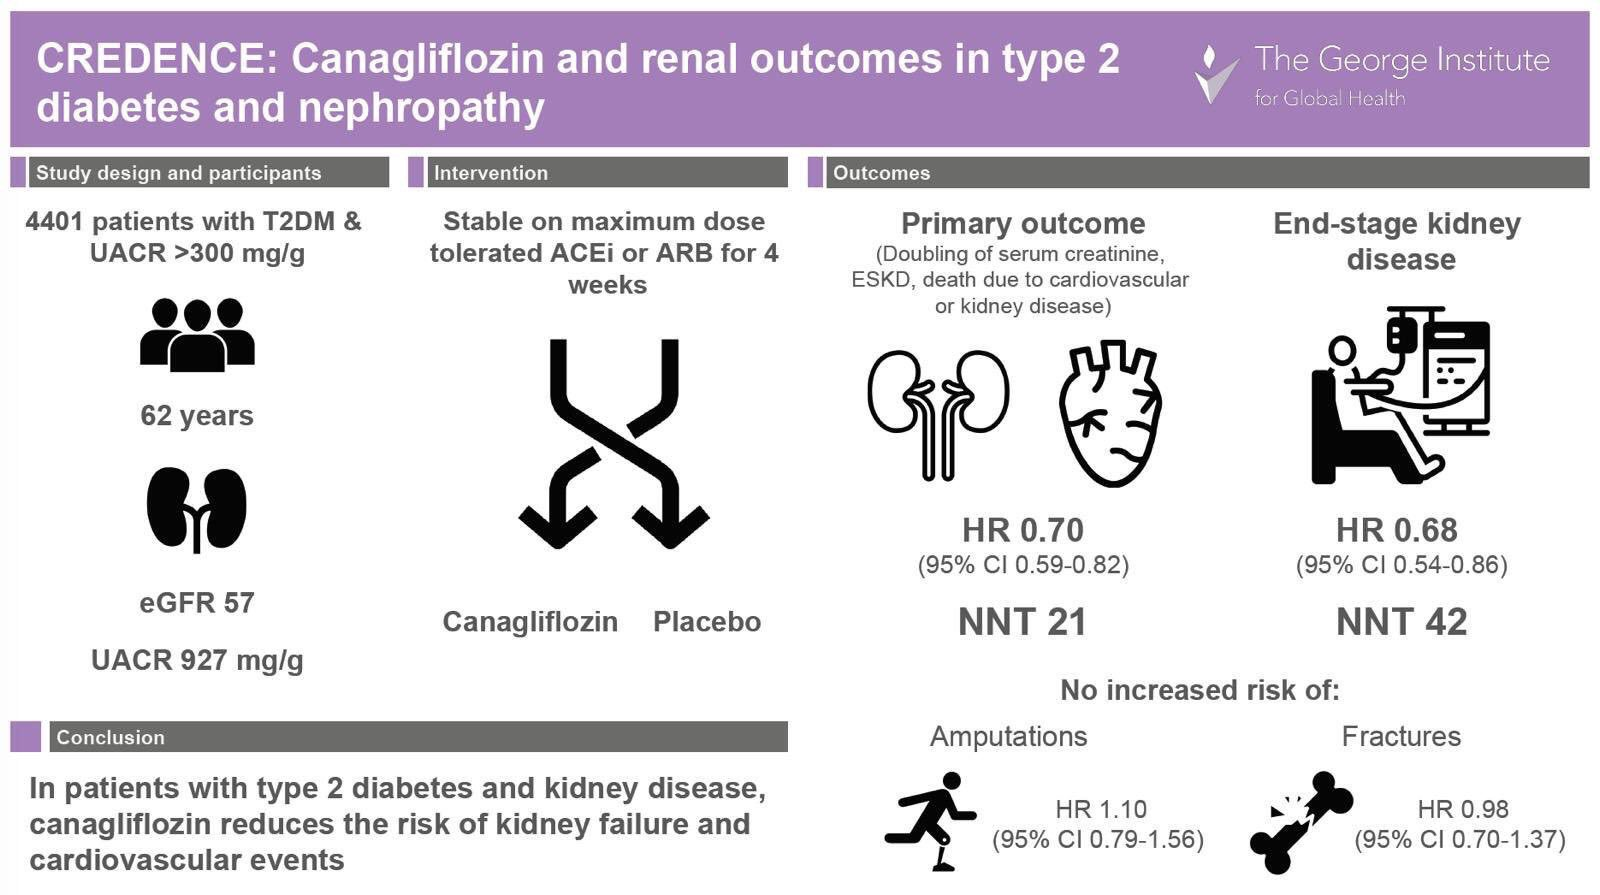 CREDENCE: Canagliflozin and renal outcomes in type 2
diabetes and nephropathy
The George Institute
for Global Health
Study design and participants
4401 patients with T2DM &
UACR >300 mg/g
62 years
eGFR 57
UACR 927 mg/g
Intervention
Stable on maximum dose
tolerated ACEi or ARB for 4
weeks
Canagliflozin
Placebo
Outcomes
Primary outcome
(Doubling of serum creatinine,
ESKD, death due to cardiovascular
or kidney disease)
HR 0.70
(95% CI 0.59-0.82)
NNT 21
End-stage kidney
disease
HR 0.68
(95% CI 0.54-0.86)
NNT 42
No increased risk of:
Amputations
HR 1.10
(95% CI 0.79-1.56)
Fractures
HR 0.98
(95% CI 0.70-1.37)
Conclusion
In patients with type 2 diabetes and kidney disease,
canagliflozin reduces the risk of kidney failure and
cardiovascular events